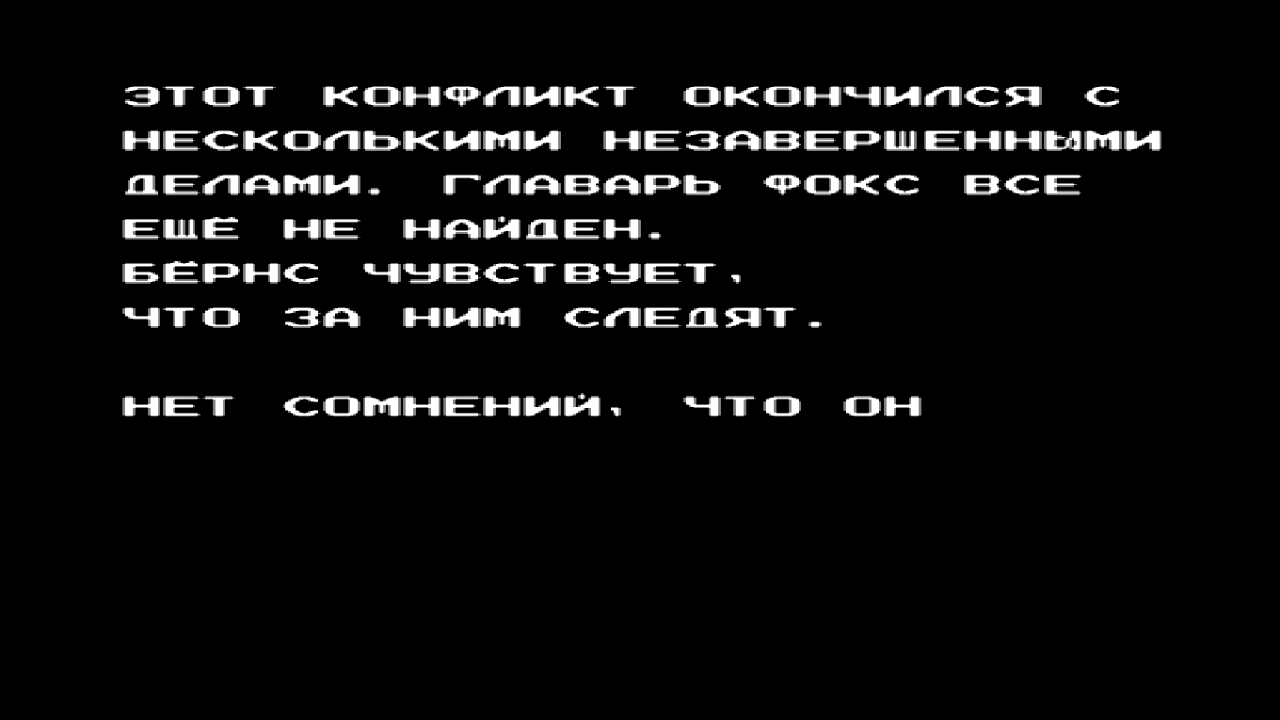 ЭТОТ КОНФЛИКТ ОКОНЧИЛСЯ С
НЕСКОЛЬКИМИ НЕЗАВЕРШЕННЫМИ
ДЕЛАМИ. ГЛАВАРЬ ФОКС ВСЕ
ЕЩЁ НЕ НАЙДЕН.
БЁРНС ЧУВСТВУЕТ,
ЧТО ЗА НИМ СЛЕДЯТ.
НЕТ СОМНЕНИЙ, ЧТО ОН